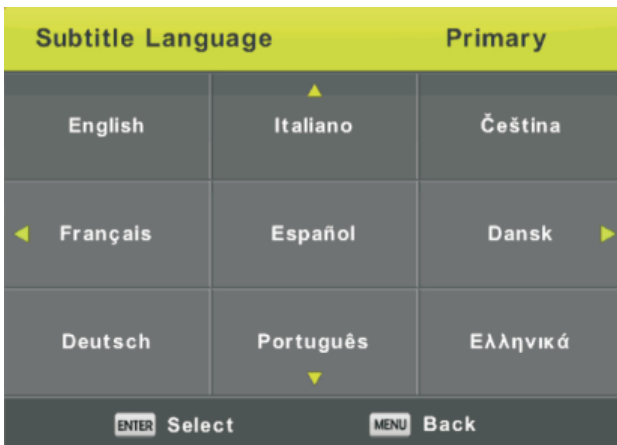 Subtitle Language Primary
English Italiano Čeština
Français Español Dansk
Deutsch Português Ελληνικά
ENTER Select MENU Back